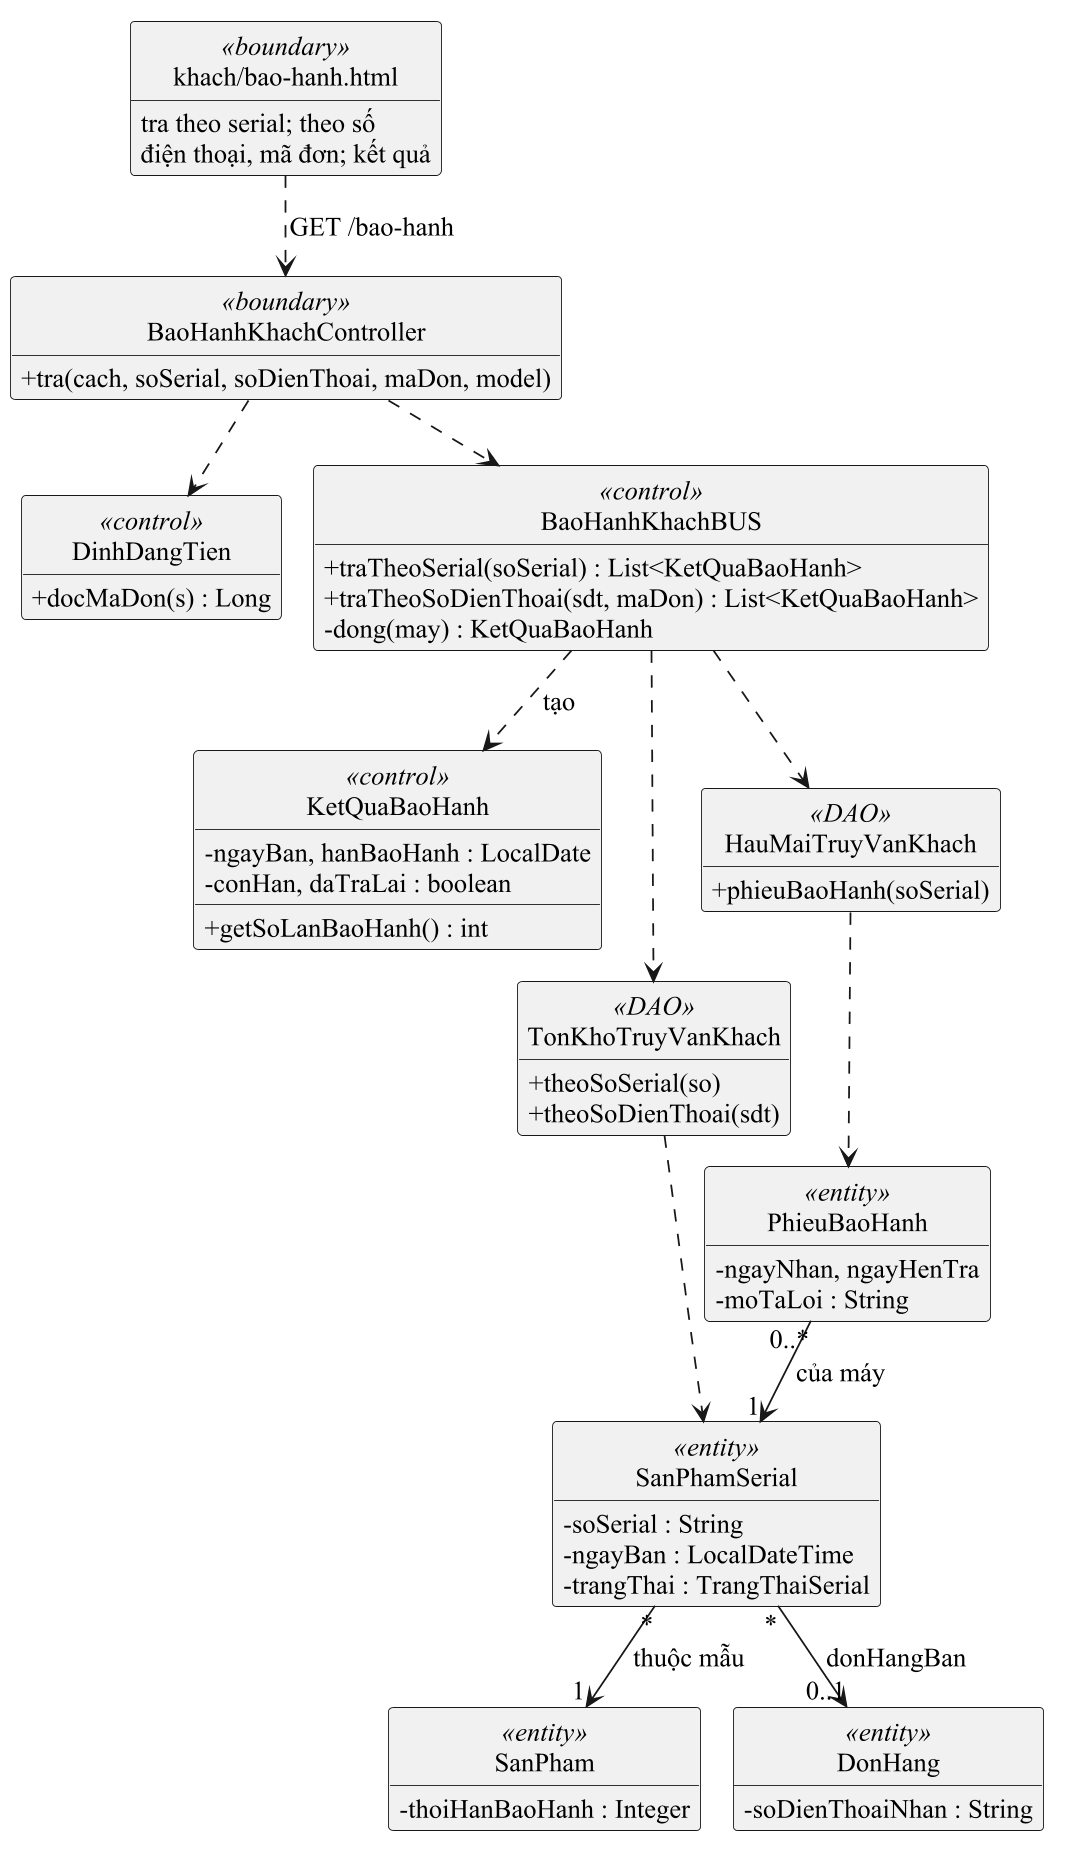 «boundary»
khach/bao-hanh.html
tra theo serial; theo số
điện thoại, mã đơn; kết quả
GET /bao-hanh
«boundary»
BaoHanhKhachController
+tra(cach, soSerial, soDienThoai, maDon, model)
«control»
DinhDangTien
+docMaDon(s) : Long
«control»
BaoHanhKhachBUS
+traTheoSerial(soSerial) : List<KetQuaBaoHanh>
+traTheoSoDienThoai(sdt, maDon) : List<KetQuaBaoHanh>
-dong(may) : KetQuaBaoHanh
tạo
«control»
KetQuaBaoHanh
-ngayBan, hanBaoHanh : LocalDate
-conHan, daTraLai : boolean
+getSoLanBaoHanh() : int
«DAO»
HauMaiTruyVanKhach
+phieuBaoHanh(soSerial)
«DAO»
TonKhoTruyVanKhach
+theoSoSerial(so)
+theoSoDienThoai(sdt)
«entity»
PhieuBaoHanh
-ngayNhan, ngayHenTra
-moTaLoi : String
0..*
của máy
1
«entity»
SanPhamSerial
-soSerial : String
-ngayBan : LocalDateTime
-trangThai : TrangThaiSerial
* *
thuộc mẫu donHangBan
1 0..1
«entity»
SanPham
-thoiHanBaoHanh : Integer
«entity»
DonHang
-soDienThoaiNhan : String